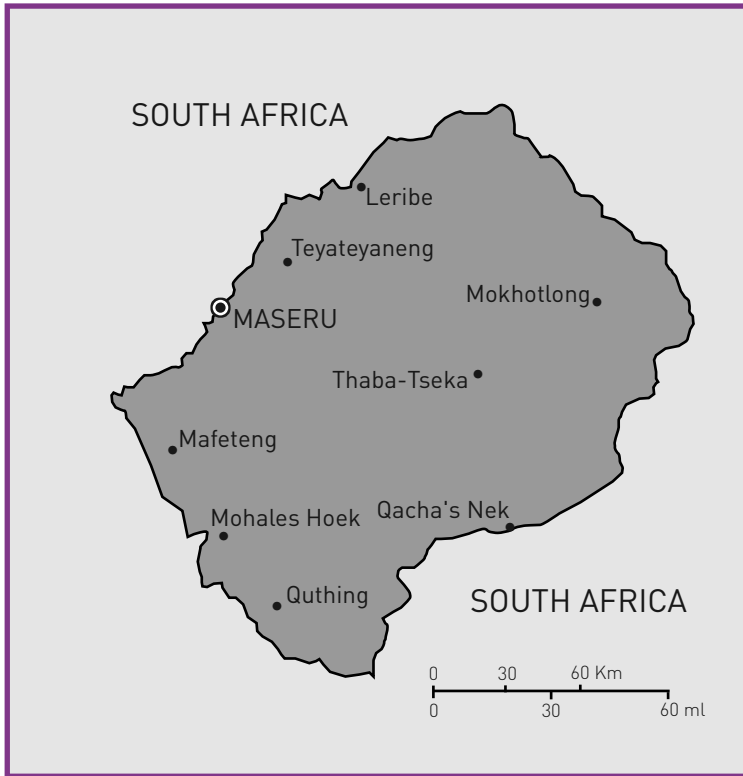 SOUTH AFRICA
Leribe
Teyateyaneng
Mokhotlong
MASERU
Thaba-Tseka
Mafeteng
Qacha's Nek
Mohales Hoek
Quthing
SOUTH AFRICA
0 30 60 Km
0 30 60 ml